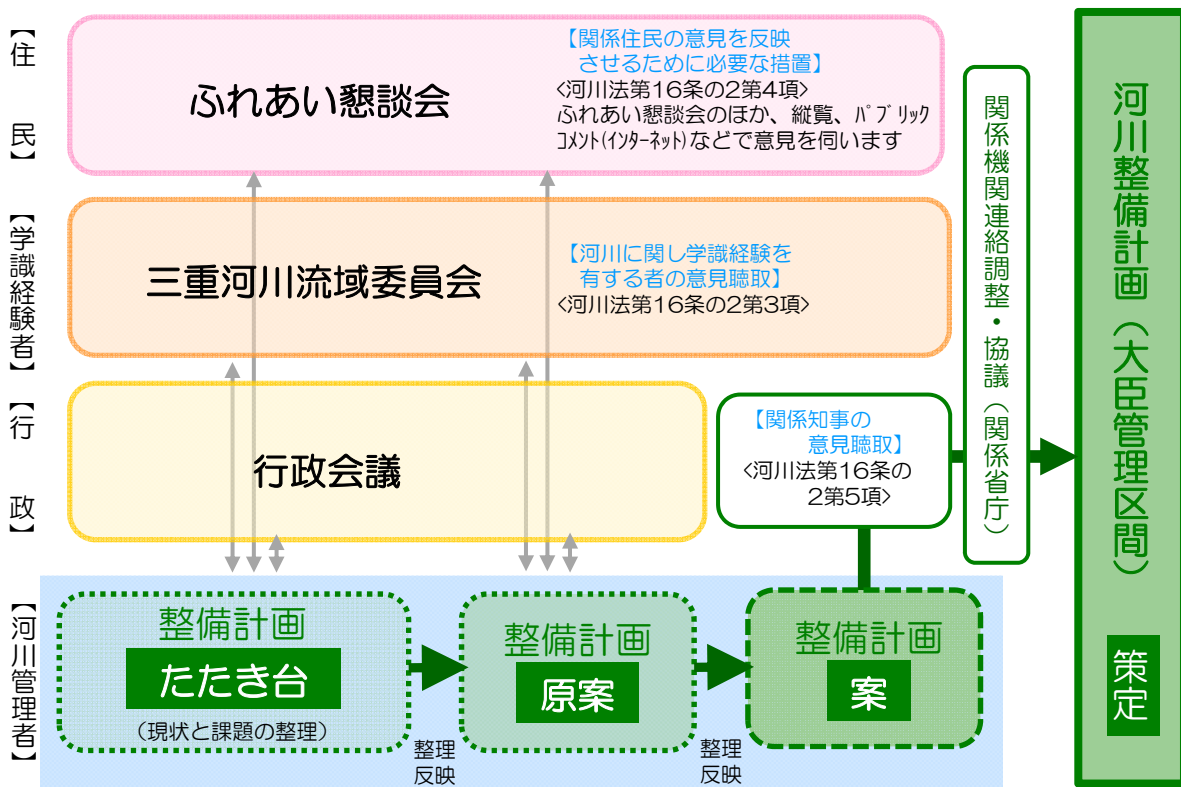 【住民】
ふれあい懇談会
【関係住民の意見を反映
させるために必要な措置】
<河川法第16条の2第4項>
ふれあい懇談会のほか、縦覧、ﾊﾟﾌﾞﾘｯｸ
ｺﾒﾝﾄ(ｲﾝﾀｰﾈｯﾄ)などで意見を伺います
【学識経験者】
三重河川流域委員会
【河川に関し学識経験を
有する者の意見聴取】
<河川法第16条の2第3項>
【行政】
行政会議
【関係知事の
意見聴取】
<河川法第16条の
2第5項>
関係機関連絡調整・協議（関係省庁）
河川整備計画（大臣管理区間）
策定
【河川管理者】
整備計画
たたき台
（現状と課題の整理）
整理
反映
整備計画
原案
整理
反映
整備計画
案